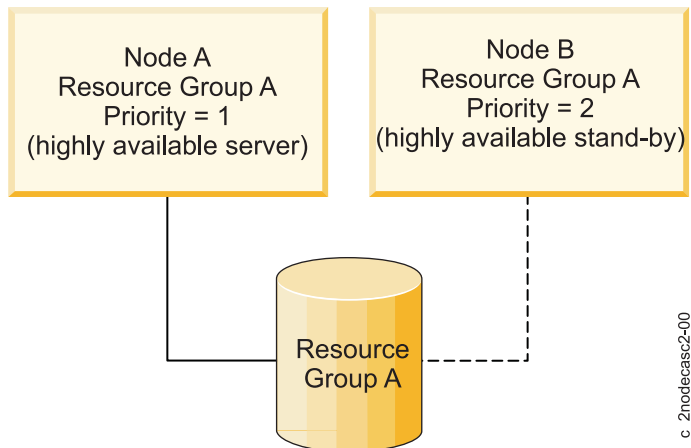 Node A
Resource Group A
Priority = 1
(highly available server)
Node B
Resource Group A
Priority = 2
(highly available stand-by)
Resource
Group A
c 2nodecasc2-00